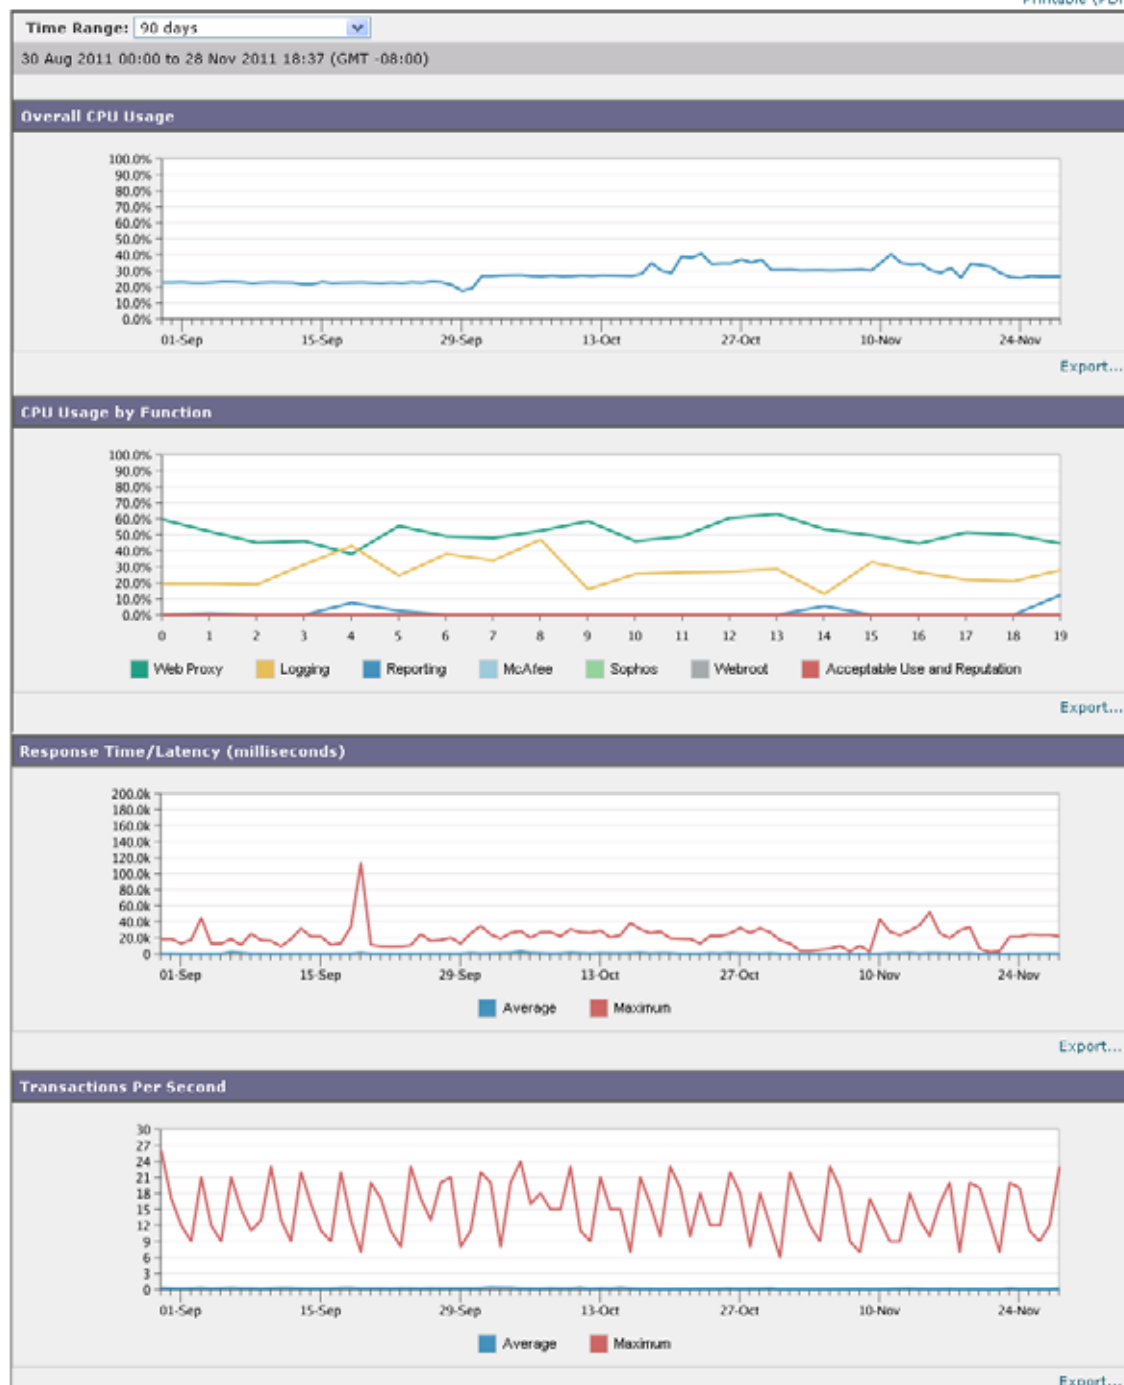 Printable (PDF
Time Range: 90 days
30 Aug 2011 00:00 to 28 Nov 2011 18:37 (GMT -08:00)
Overall CPU Usage
100.0%
90.0%
80.0%
70.0%
60.0%
50.0%
40.0%
30.0%
20.0%
10.0%
0.0%
01-Sep 15-Sep 29-Sep 13-Oct 27-Oct 10-Nov 24-Nov
Export...
CPU Usage by Function
100.0%
90.0%
80.0%
70.0%
60.0%
50.0%
40.0%
30.0%
20.0%
10.0%
0.0%
0 1 2 3 4 5 6 7 8 9 10 11 12 13 14 15 16 17 18 19
Web Proxy Logging Reporting McAfee Sophos Webroot Acceptable Use and Reputation
Export...
Response Time/Latency (milliseconds)
200.0k
180.0k
160.0k
140.0k
120.0k
100.0k
80.0k
60.0k
40.0k
20.0k
0
01-Sep 15-Sep 29-Sep 13-Oct 27-Oct 10-Nov 24-Nov
Average Maximum
Export...
Transactions Per Second
30
27
24
21
18
15
12
9
6
3
0
01-Sep 15-Sep 29-Sep 13-Oct 27-Oct 10-Nov 24-Nov
Average Maximum
Export...